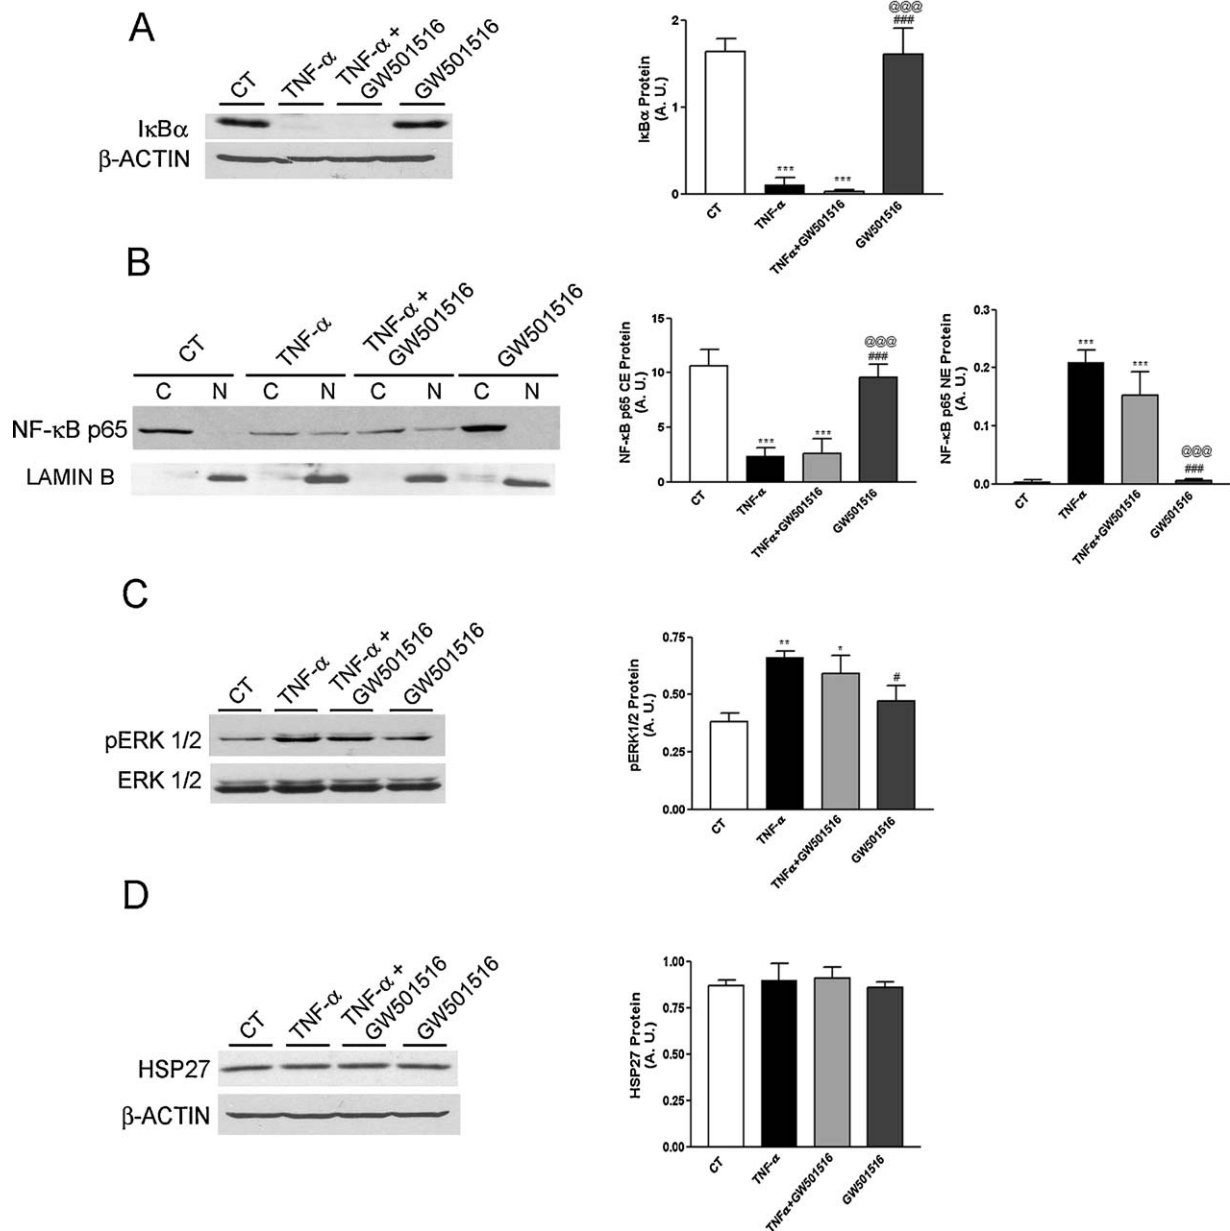 A
CT
TNF-α
TNF-α +
GW501516
GW501516
IκBα
β-ACTIN
IκBα Protein
(A. U.)
2
1
0
***
***
@@@
###
CT
TNF-α
TNFα+GW501516
GW501516
B
CT
TNF-α
TNF-α +
GW501516
GW501516
C N C N C N C N
NF-κB p65
LAMIN B
NF-κB p65 CE Protein
(A. U.)
15
10
5
0
***
***
@@@
###
CT
TNF-α
TNFα+GW501516
GW501516
NF-κB p65 NE Protein
(A. U.)
0.3
0.2
0.1
0.0
***
***
@@@
###
CT
TNF-α
TNFα+GW501516
GW501516
C
CT
TNF-α
TNF-α +
GW501516
GW501516
pERK 1/2
ERK 1/2
pERK1/2 Protein
(A. U.)
0.75
0.50
0.25
0.00
**
*
#
CT
TNF-α
TNFα+GW501516
GW501516
D
CT
TNF-α
TNF-α +
GW501516
GW501516
HSP27
β-ACTIN
HSP27 Protein
(A. U.)
1.00
0.75
0.50
0.25
0.00
CT
TNF-α
TNFα+GW501516
GW501516